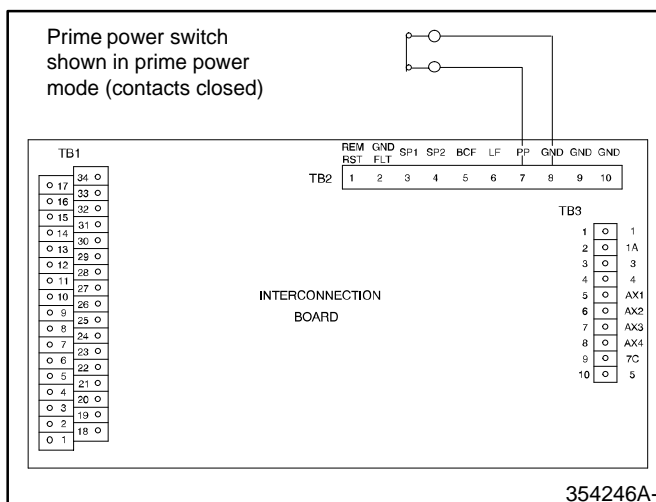 Prime power switch
shown in prime power
mode (contacts closed)
TB1
REM RST GND FLT SP1 SP2 BCF LF PP GND GND GND
TB2 1 2 3 4 5 6 7 8 9 10
34
17
33
16
32
15
31
14
30
13
29
12
28
11
27
10
26
9
25
8
24
7
23
6
22
5
21
4
20
3
19
2
18
1
TB3
1 1
2 1A
3 3
4 4
5 AX1
6 AX2
7 AX3
8 AX4
9 7C
10 5
INTERCONNECTION
BOARD
354246A-